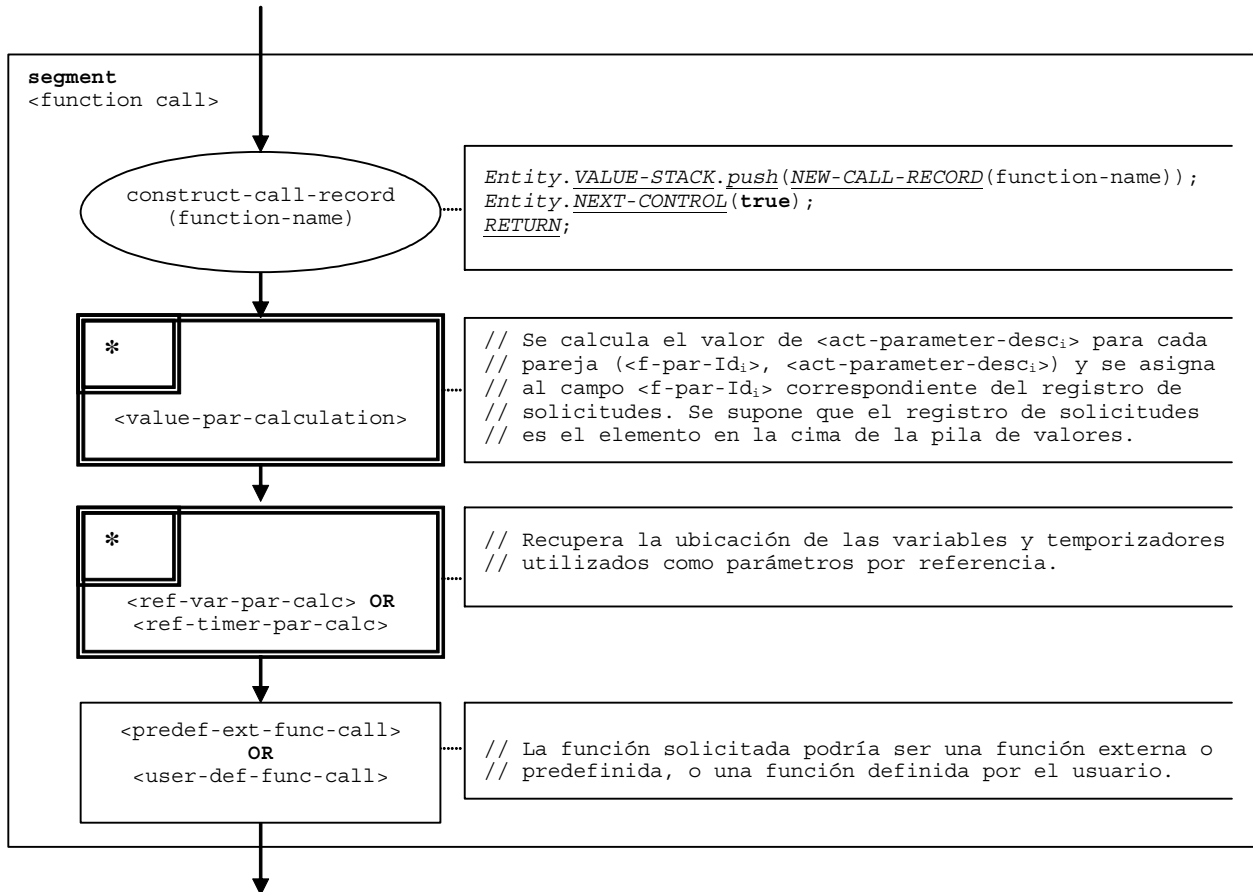 segment
<function call>
construct-call-record
(function-name)
Entity.VALUE-STACK.push(NEW-CALL-RECORD(function-name));
Entity.NEXT-CONTROL(true);
RETURN;
*
<value-par-calculation>
// Se calcula el valor de <act-parameter-descᵢ> para cada
// pareja (<f-par-Idᵢ>, <act-parameter-descᵢ>) y se asigna
// al campo <f-par-Idᵢ> correspondiente del registro de
// solicitudes. Se supone que el registro de solicitudes
// es el elemento en la cima de la pila de valores.
*
<ref-var-par-calc> OR
<ref-timer-par-calc>
// Recupera la ubicación de las variables y temporizadores
// utilizados como parámetros por referencia.
<predef-ext-func-call>
OR
<user-def-func-call>
// La función solicitada podría ser una función externa o
// predefinida, o una función definida por el usuario.